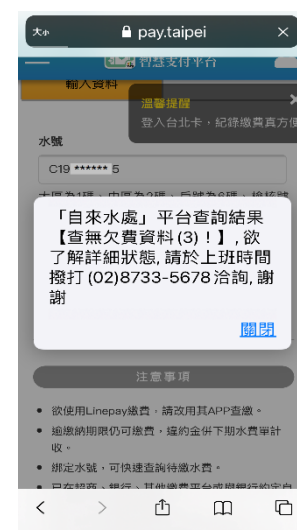 大小 pay.taipei ×
智慧支付平台
輸入資料
溫馨提醒 ×
登入台北卡，紀錄繳費真方便
水號
C19 ****** 5
「自來水處」平台查詢結果
【查無欠費資料(3)！】, 欲
了解詳細狀態, 請於上班時間
撥打 (02)8733-5678 洽詢, 謝
謝
關閉
注意事項
欲使用Linepay繳費，請改用其APP查繳。
逾繳納期限仍可繳費，違約金併下期水費單計
收。
綁定水號，可快速查詢待繳水費。